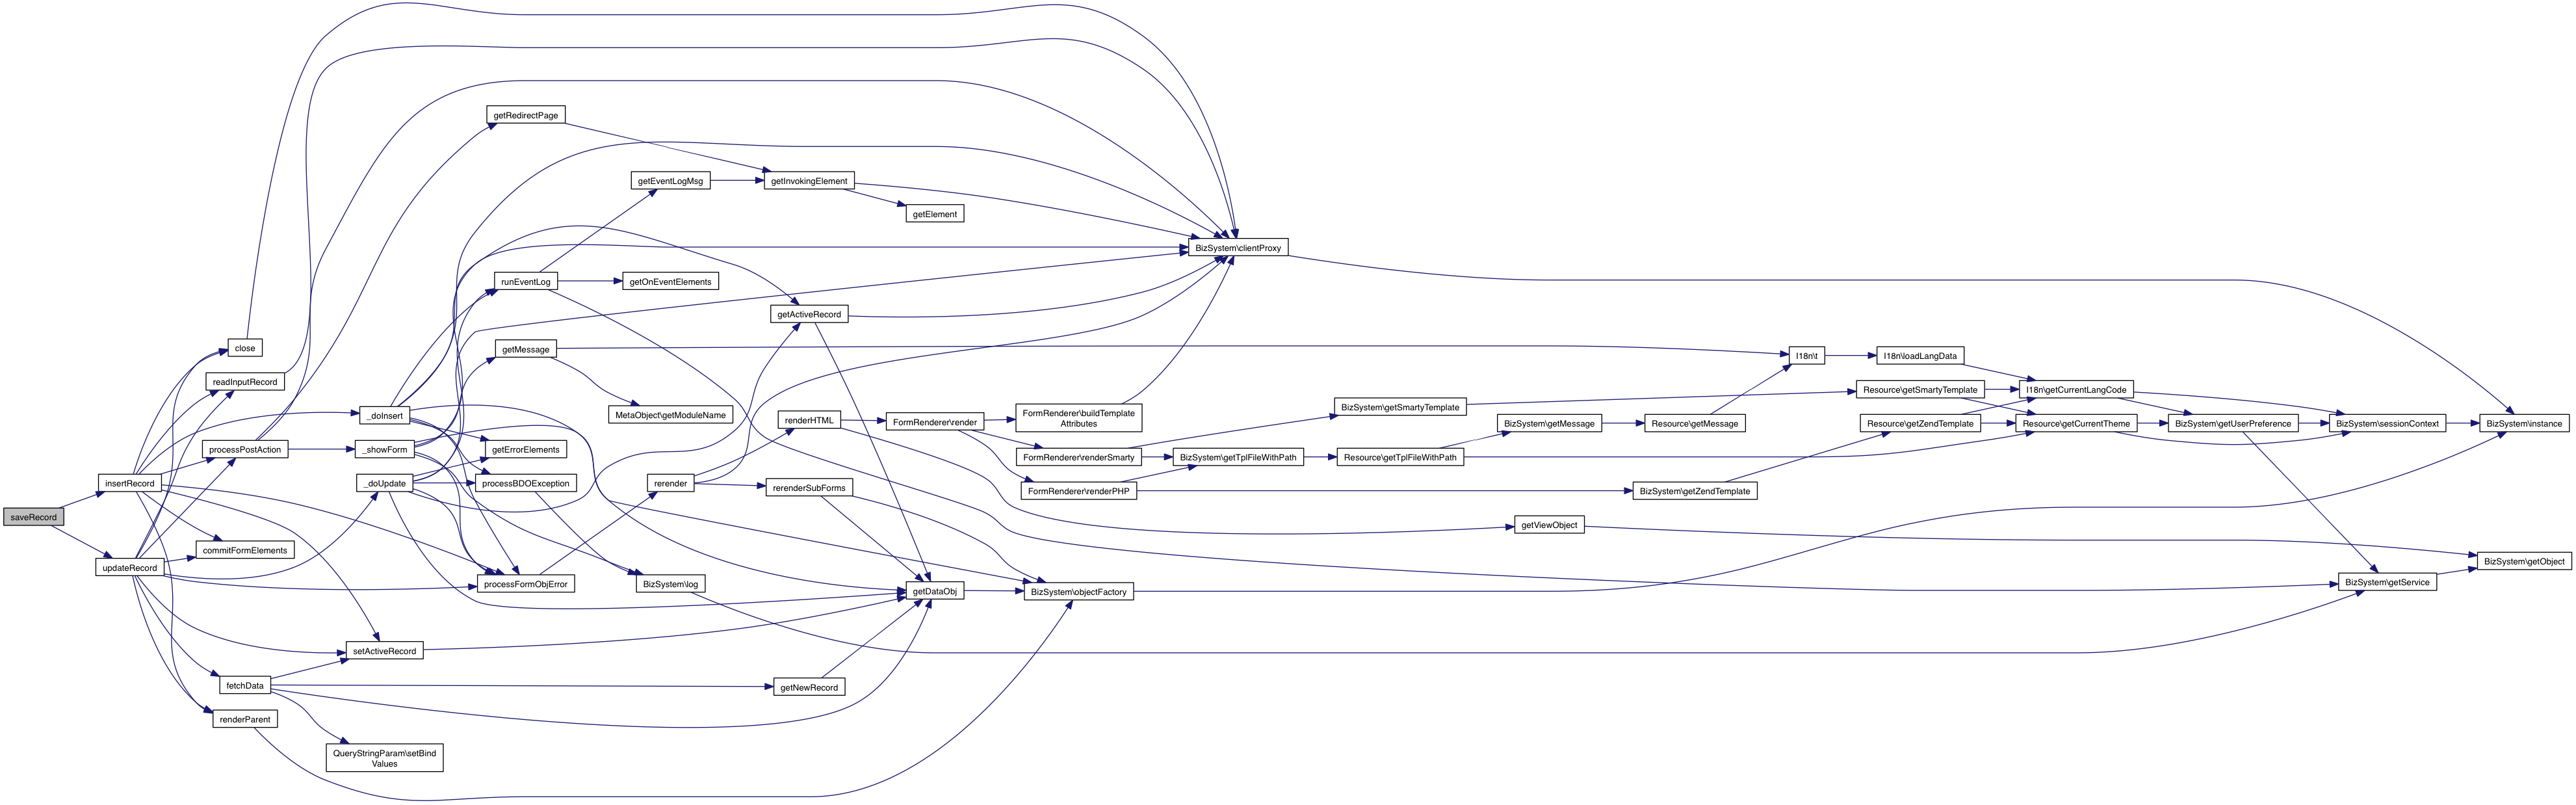 saveRecord
insertRecord
updateRecord
close
readInputRecord
processPostAction
commitFormElements
fetchData
renderParent
_doInsert
_showForm
_doUpdate
setActiveRecord
QueryStringParam\setBind
Values
getRedirectPage
runEventLog
getMessage
getErrorElements
processBDOException
processFormObjError
getEventLogMsg
getOnEventElements
MetaObject\getModuleName
rerender
BizSystem\log
getInvokingElement
getActiveRecord
renderHTML
rerenderSubForms
getNewRecord
getElement
FormRenderer\render
getDataObj
BizSystem\clientProxy
FormRenderer\buildTemplate
Attributes
FormRenderer\renderSmarty
FormRenderer\renderPHP
BizSystem\objectFactory
BizSystem\getTplFileWithPath
BizSystem\getSmartyTemplate
Resource\getTplFileWithPath
BizSystem\getMessage
getViewObject
Resource\getMessage
BizSystem\getZendTemplate
I18n\t
I18n\loadLangData
Resource\getSmartyTemplate
Resource\getZendTemplate
I18n\getCurrentLangCode
Resource\getCurrentTheme
BizSystem\getUserPreference
BizSystem\sessionContext
BizSystem\getService
BizSystem\instance
BizSystem\getObject